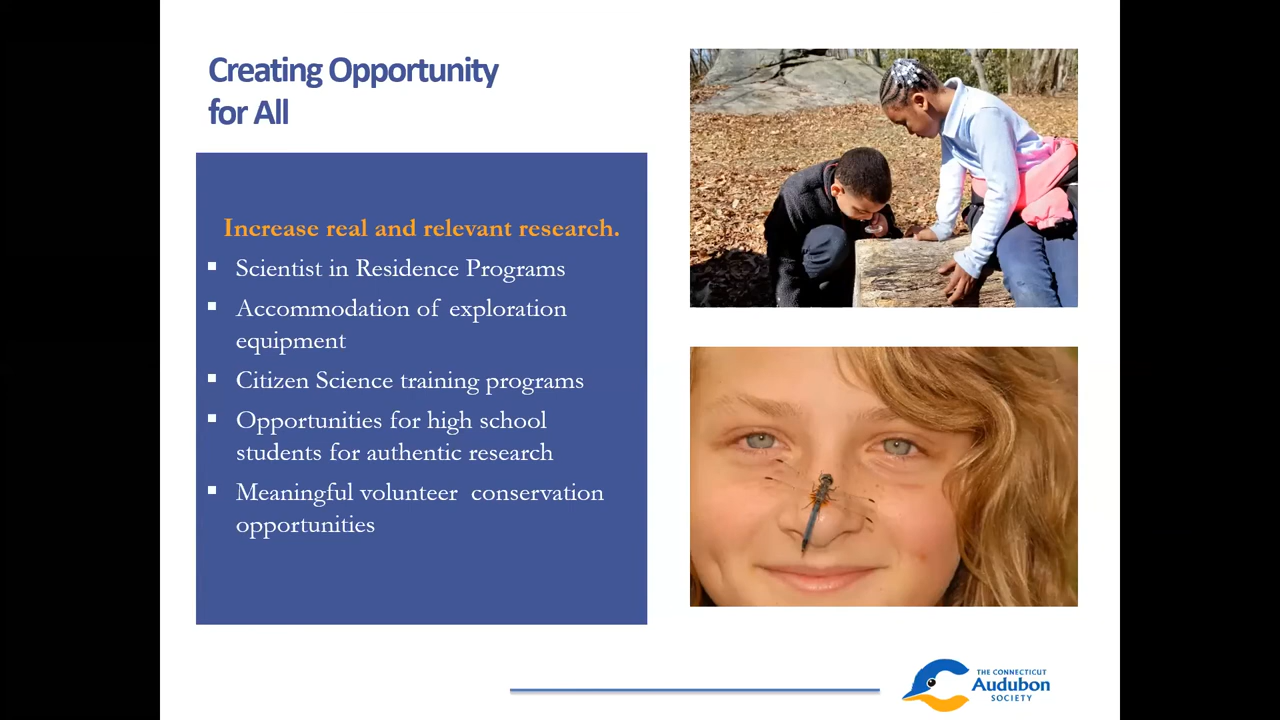 Creating Opportunity
for All
Increase real and relevant research.
Scientist in Residence Programs
Accommodation of exploration
equipment
Citizen Science training programs
Opportunities for high school
students for authentic research
Meaningful volunteer conservation
opportunities
THE CONNECTICUT
Audubon
SOCIETY